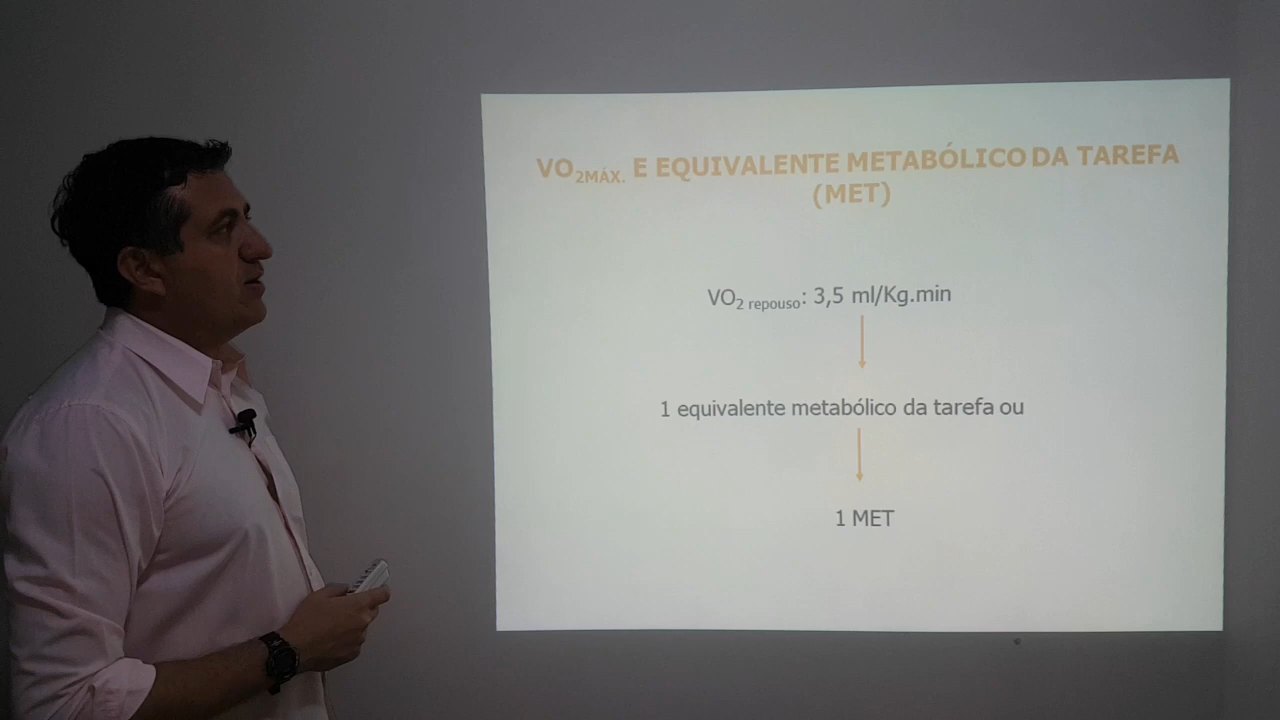 VO₂MÁX. E EQUIVALENTE METABÓLICO DA TAREFA
(MET)
VO₂ repouso: 3,5 ml/Kg.min
1 equivalente metabólico da tarefa ou
1 MET